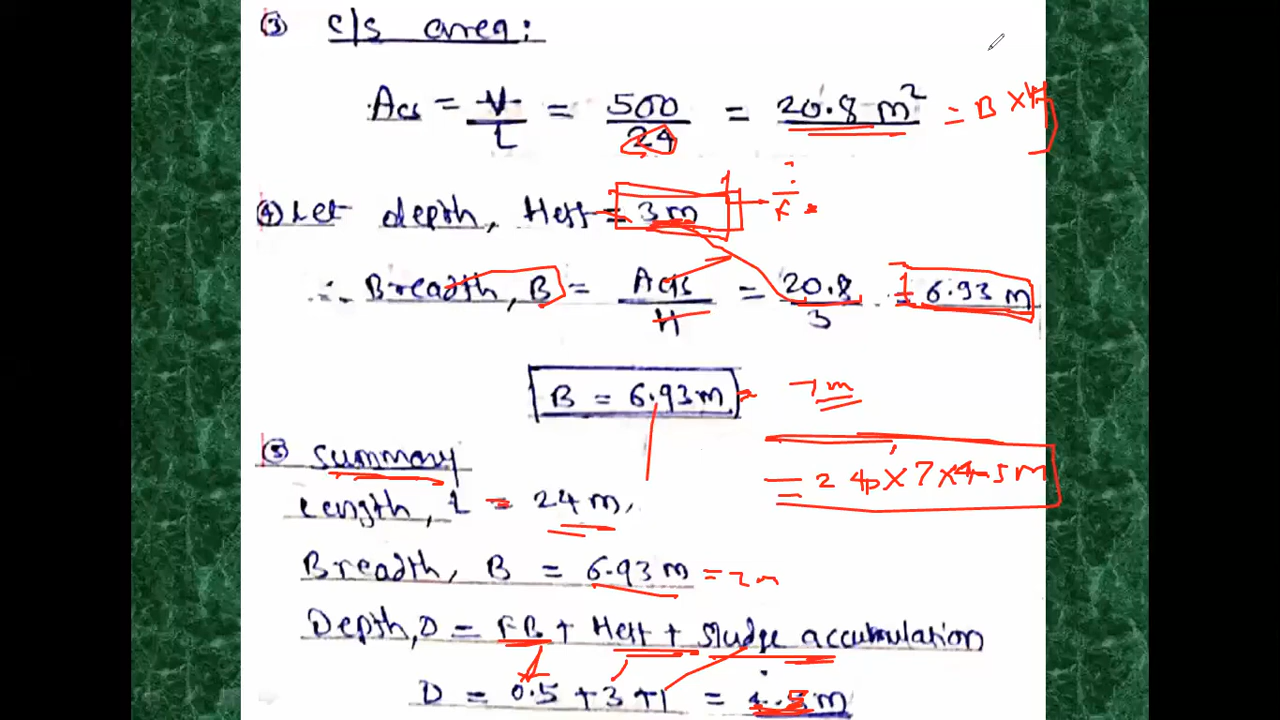 ③ C/s area:
Acs = V/L = 500/24 = 20.8 m² = B × H
④ Let depth, Heff = 3m
∴ Breadth, B = Acs/H = 20.8/3 = 6.93 m
B = 6.93m = 7m
⑤ Summary
= 24 × 7 × 4.5m
Length, L = 24m,
Breadth, B = 6.93m = 7m
Depth, D = FB + Heff + Sludge accumulation
D = 0.5 + 3 + 1 = 4.5m